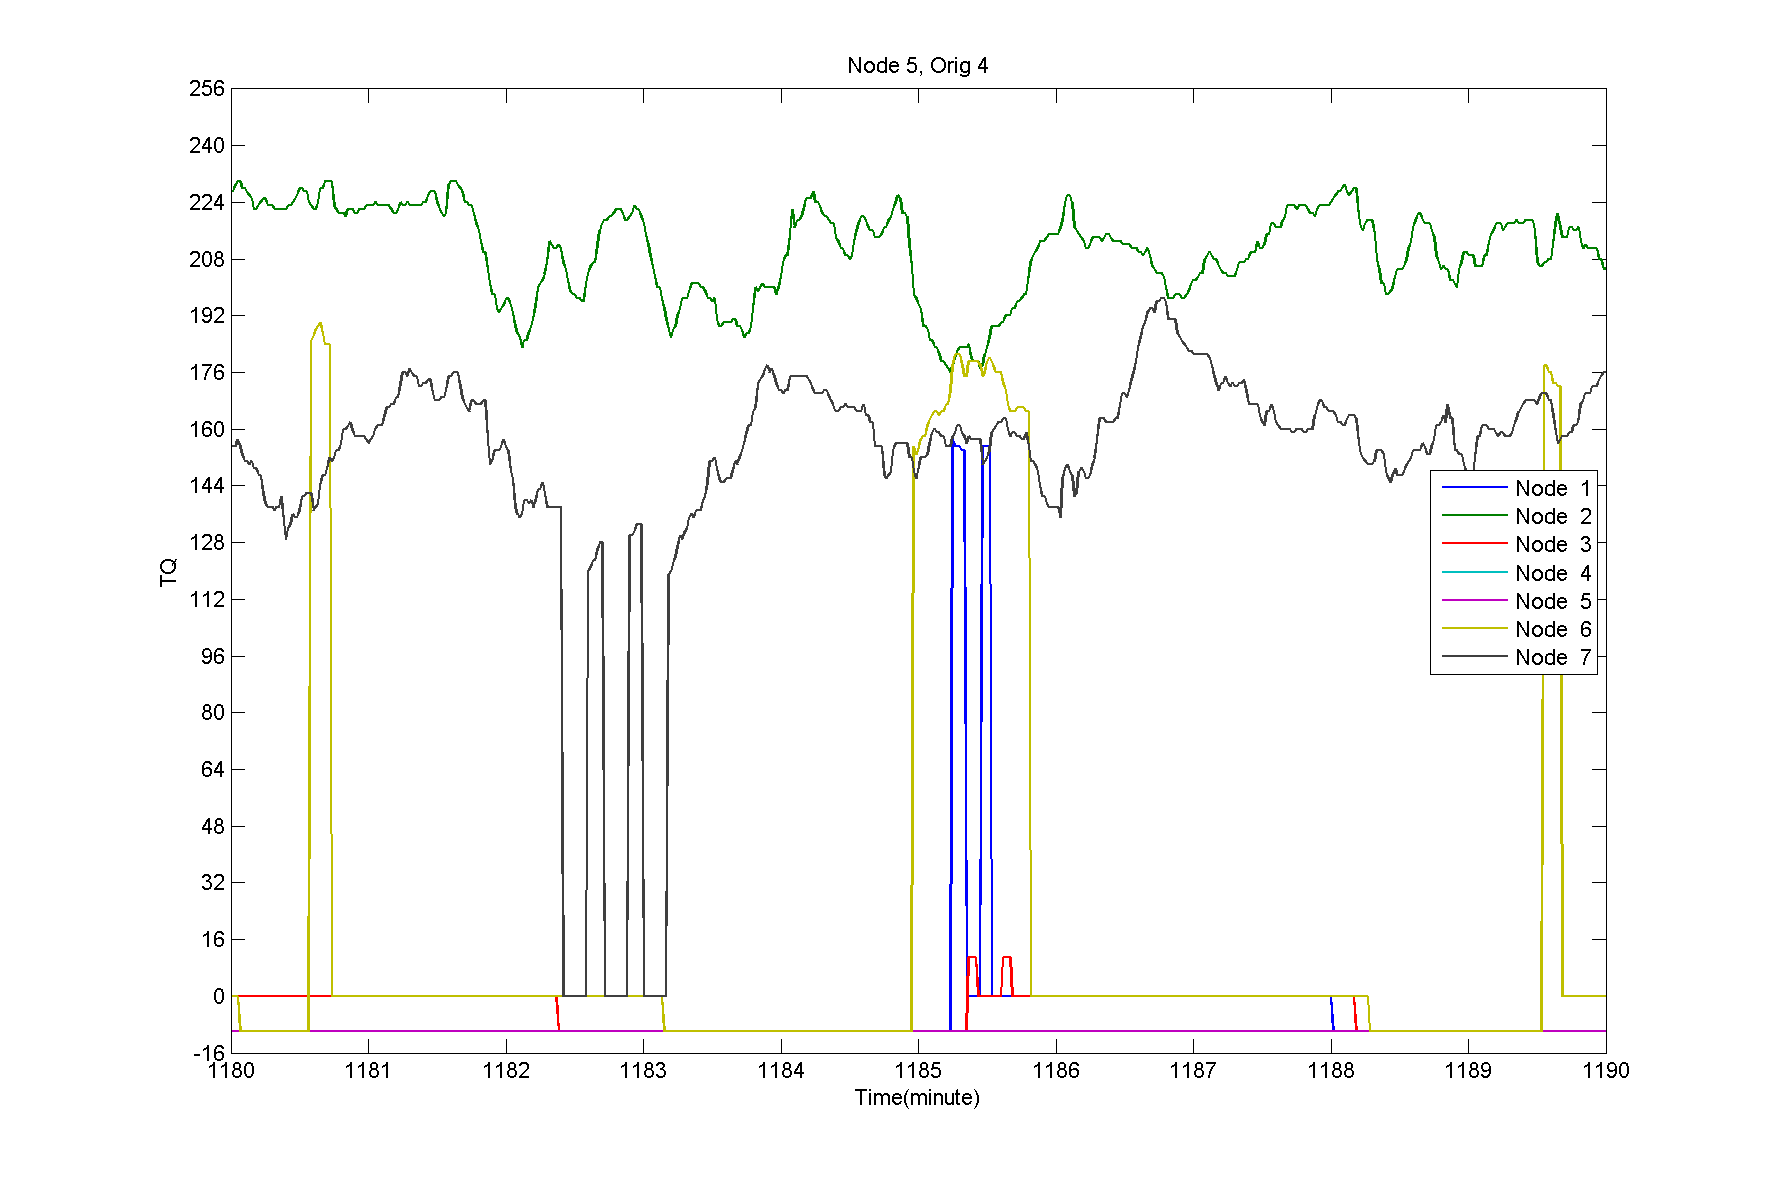 Node 5, Orig 4
256
240
224
208
192
176
160
144
128
112
96
80
64
48
32
16
0
-16
TQ
Node 1
Node 2
Node 3
Node 4
Node 5
Node 6
Node 7
1180 1181 1182 1183 1184 1185 1186 1187 1188 1189 1190
Time(minute)